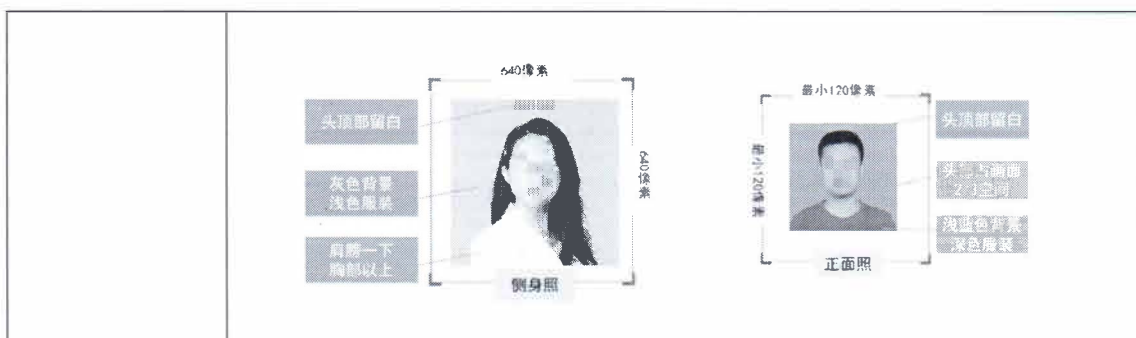 640像素
头顶部留白
灰色背景
浅色服装
肩膀一下
胸部以上
640像素
侧身照
最小120像素
最小120像素
头顶部留白
浅蓝色背景
深色服装
正面照